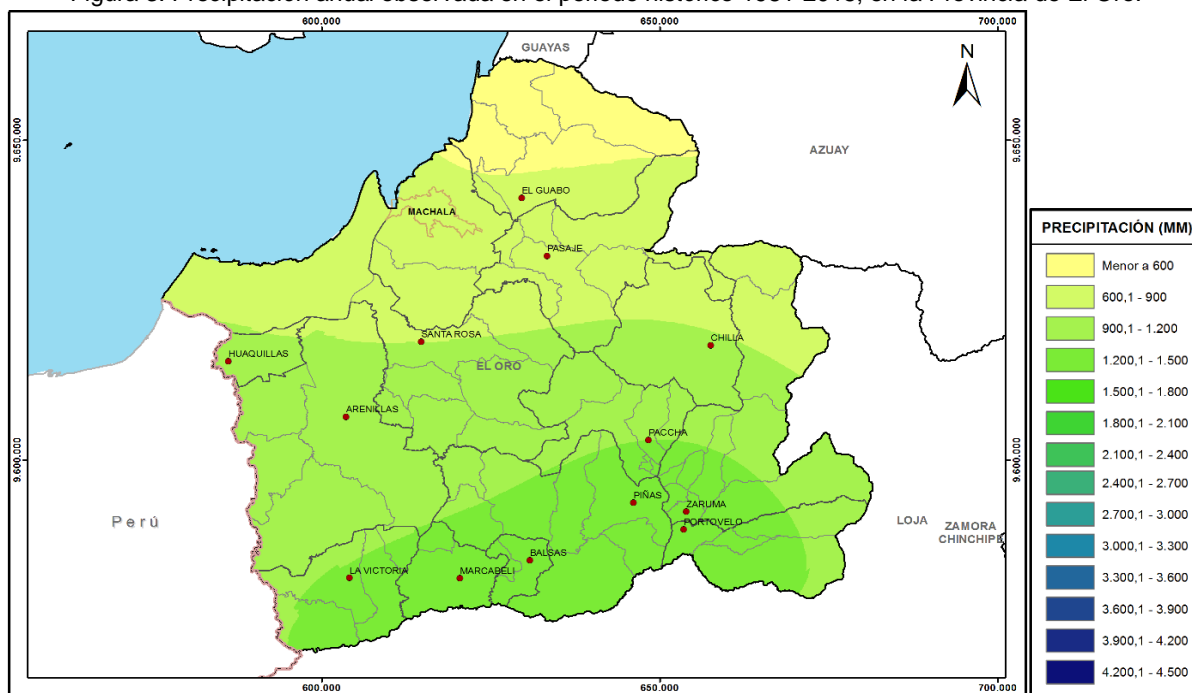 Precipitación anual observada en el período histórico en la Provincia de El Oro.
600.000
650.000
700.000
GUAYAS
N
9.650.000
9.650.000
AZUAY
EL GUABO
MACHALA
PASAJE
SANTA ROSA
CHILLA
HUAQUILLAS
EL ORO
ARENILLAS
PACCHA
9.600.000
9.600.000
PIÑAS
ZARUMA
Perú
PORTOVELO
LOJA
ZAMORA
CHINCHIPE
BALSAS
LA VICTORIA
MARCABELÍ
600.000
650.000
700.000
PRECIPITACIÓN (MM)
Menor a 600
600,1 - 900
900,1 - 1.200
1.200,1 - 1.500
1.500,1 - 1.800
1.800,1 - 2.100
2.100,1 - 2.400
2.400,1 - 2.700
2.700,1 - 3.000
3.000,1 - 3.300
3.300,1 - 3.600
3.600,1 - 3.900
3.900,1 - 4.200
4.200,1 - 4.500